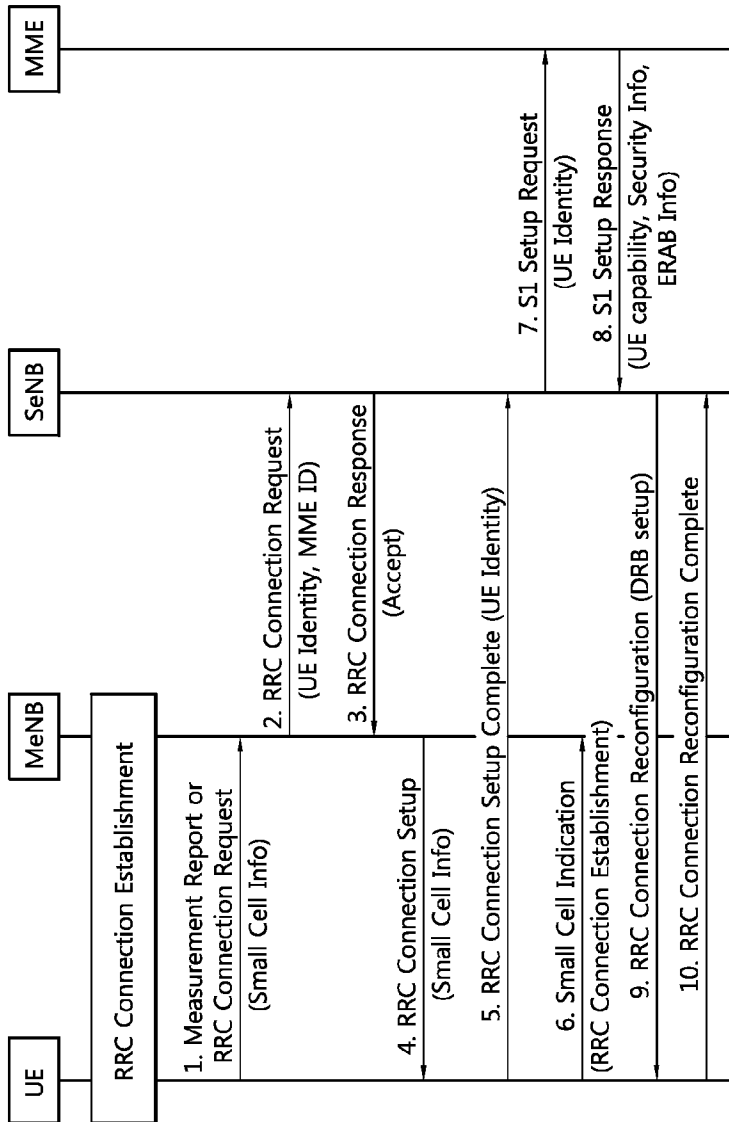 UE
MeNB
SeNB
MME
RRC Connection Establishment
1. Measurement Report or
RRC Connection Request
(Small Cell Info)
2. RRC Connection Request
(UE Identity, MME ID)
3. RRC Connection Response
(Accept)
4. RRC Connection Setup
(Small Cell Info)
5. RRC Connection Setup Complete (UE Identity)
6. Small Cell Indication
(RRC Connection Establishment)
7. S1 Setup Request
(UE Identity)
8. S1 Setup Response
(UE capability, Security Info,
ERAB Info)
9. RRC Connection Reconfiguration (DRB setup)
10. RRC Connection Reconfiguration Complete